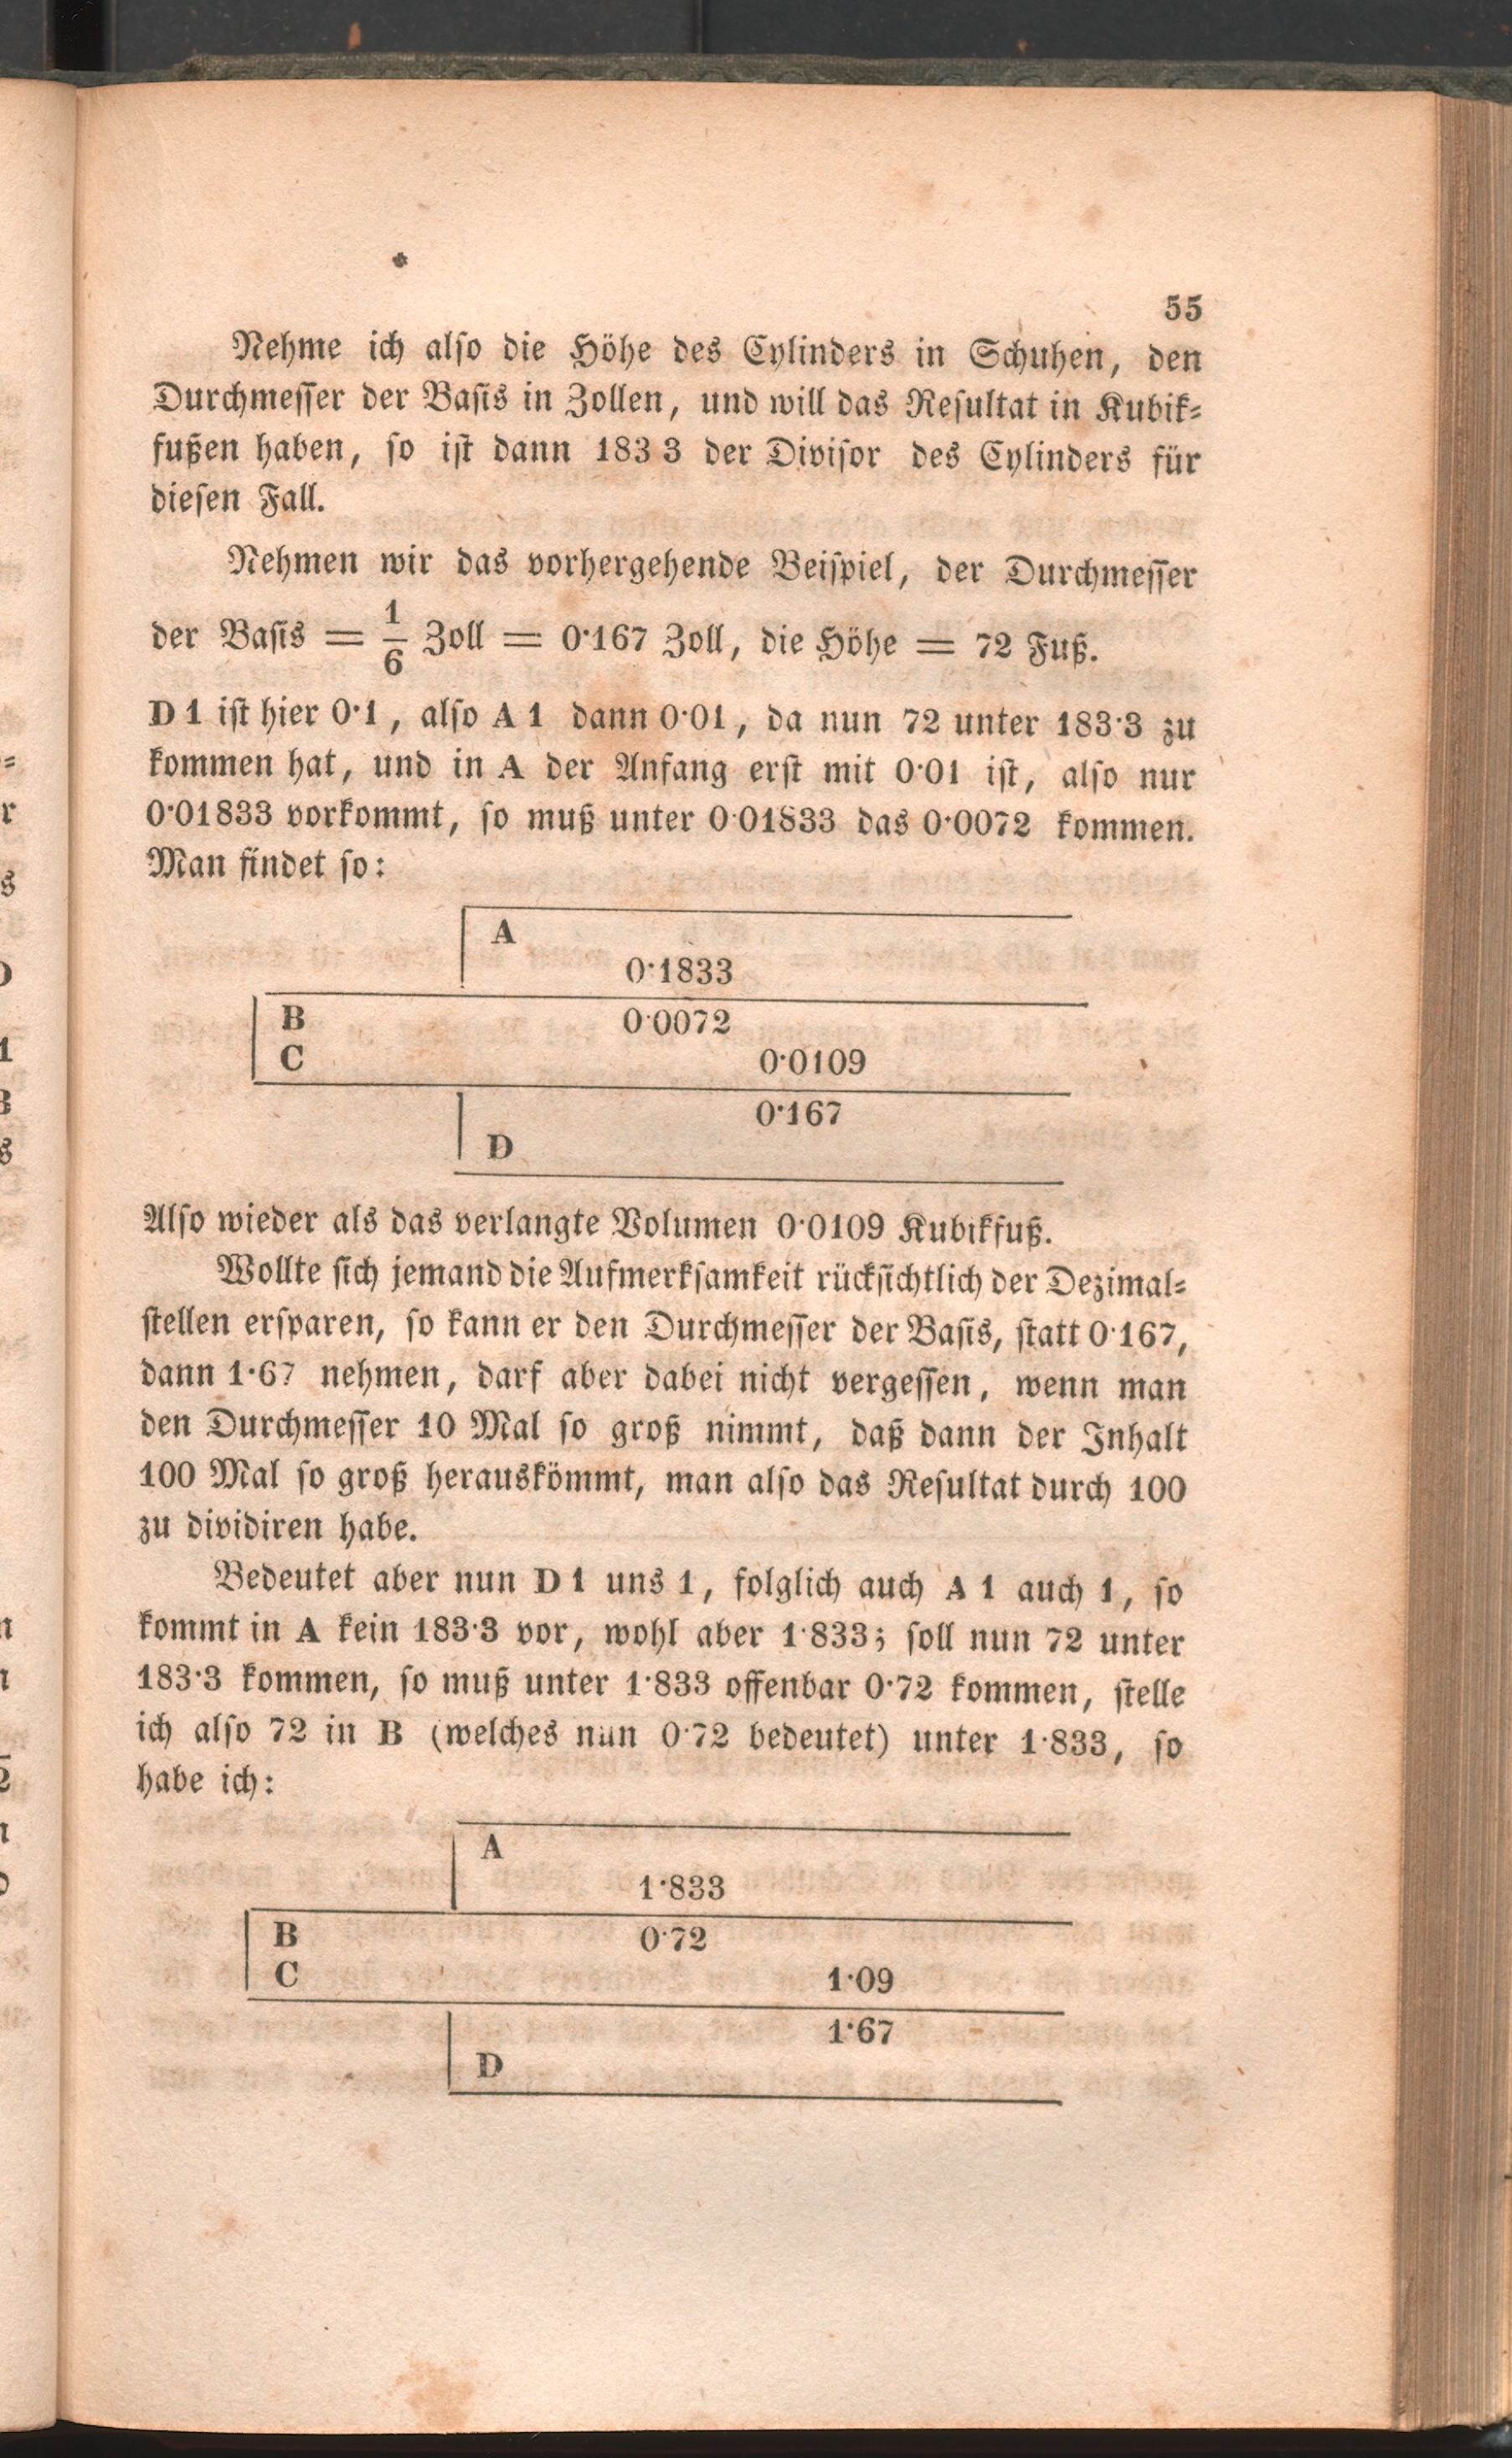 55
Nehme ich also die Höhe des Cylinders in Schuhen, den
Durchmesser der Basis in Zollen, und will das Resultat in Kubik-
fußen haben, so ist dann 183 3 der Divisor des Cylinders für
diesen Fall.
Nehmen wir das vorhergehende Beispiel, der Durchmesser
der Basis = 1/6 Zoll = 0·167 Zoll, die Höhe = 72 Fuß.
D 1 ist hier 0·1, also A 1 dann 0·01, da nun 72 unter 183·3 zu
kommen hat, und in A der Anfang erst mit 0·01 ist, also nur
0·01833 vorkommt, so muß unter 0·01833 das 0·0072 kommen.
Man findet so:
A
0·1833
B 0·0072
C 0·0109
0·167
D
Also wieder als das verlangte Volumen 0·0109 Kubikfuß.
Wollte sich jemand die Aufmerksamkeit rücksichtlich der Dezimal-
stellen ersparen, so kann er den Durchmesser der Basis, statt 0·167,
dann 1·67 nehmen, darf aber dabei nicht vergessen, wenn man
den Durchmesser 10 Mal so groß nimmt, daß dann der Inhalt
100 Mal so groß herauskömmt, man also das Resultat durch 100
zu dividiren habe.
Bedeutet aber nun D 1 uns 1, folglich auch A 1 auch 1, so
kommt in A kein 183·3 vor, wohl aber 1·833; soll nun 72 unter
183·3 kommen, so muß unter 1·833 offenbar 0·72 kommen, stelle
ich also 72 in B (welches nun 0·72 bedeutet) unter 1·833, so
habe ich:
A
1·833
B 0·72
C 1·09
1·67
D